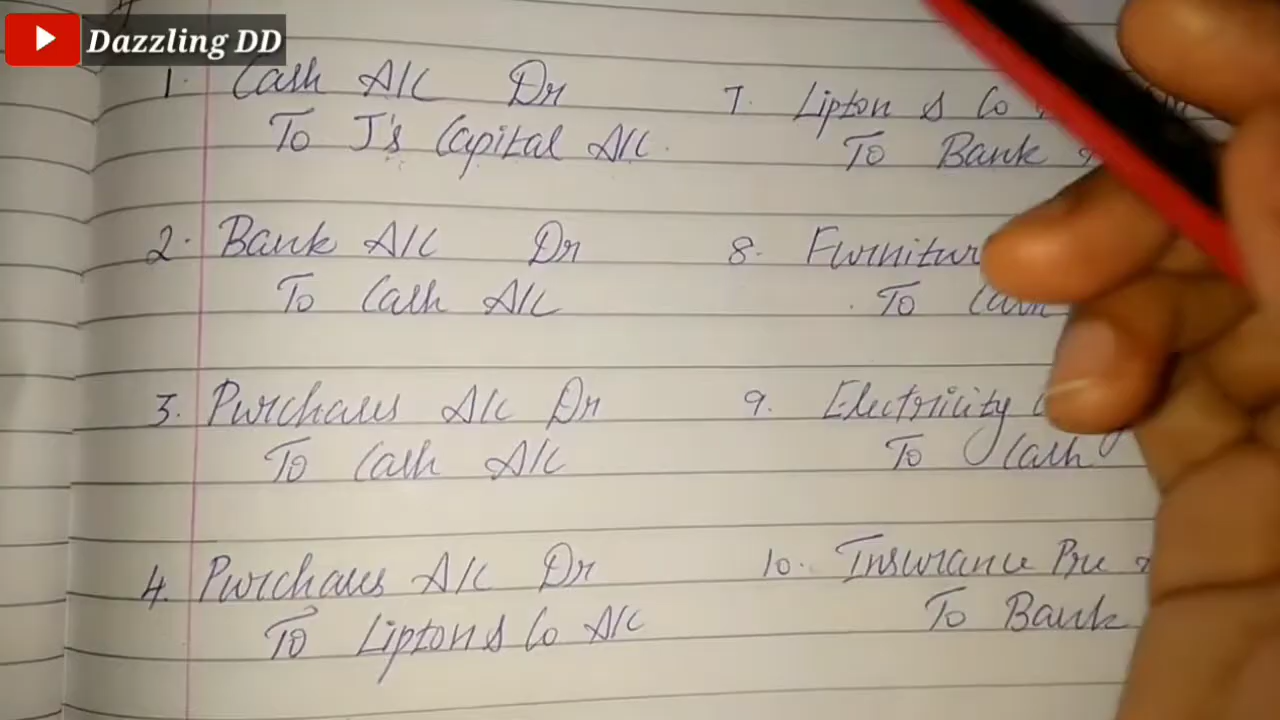 Dazzling DD
1. Cash A/C Dr
To J's Capital A/C.
2. Bank A/C Dr
To Cash A/C
3. Purchases A/C Dr
To Cash A/C
4. Purchases A/C Dr
To Lipton & Co A/C
7. Lipton & Co
To Bank
8. Furnitur
To Cash
9. Electricity
To Cash
10. Insurance Pre
To Bank